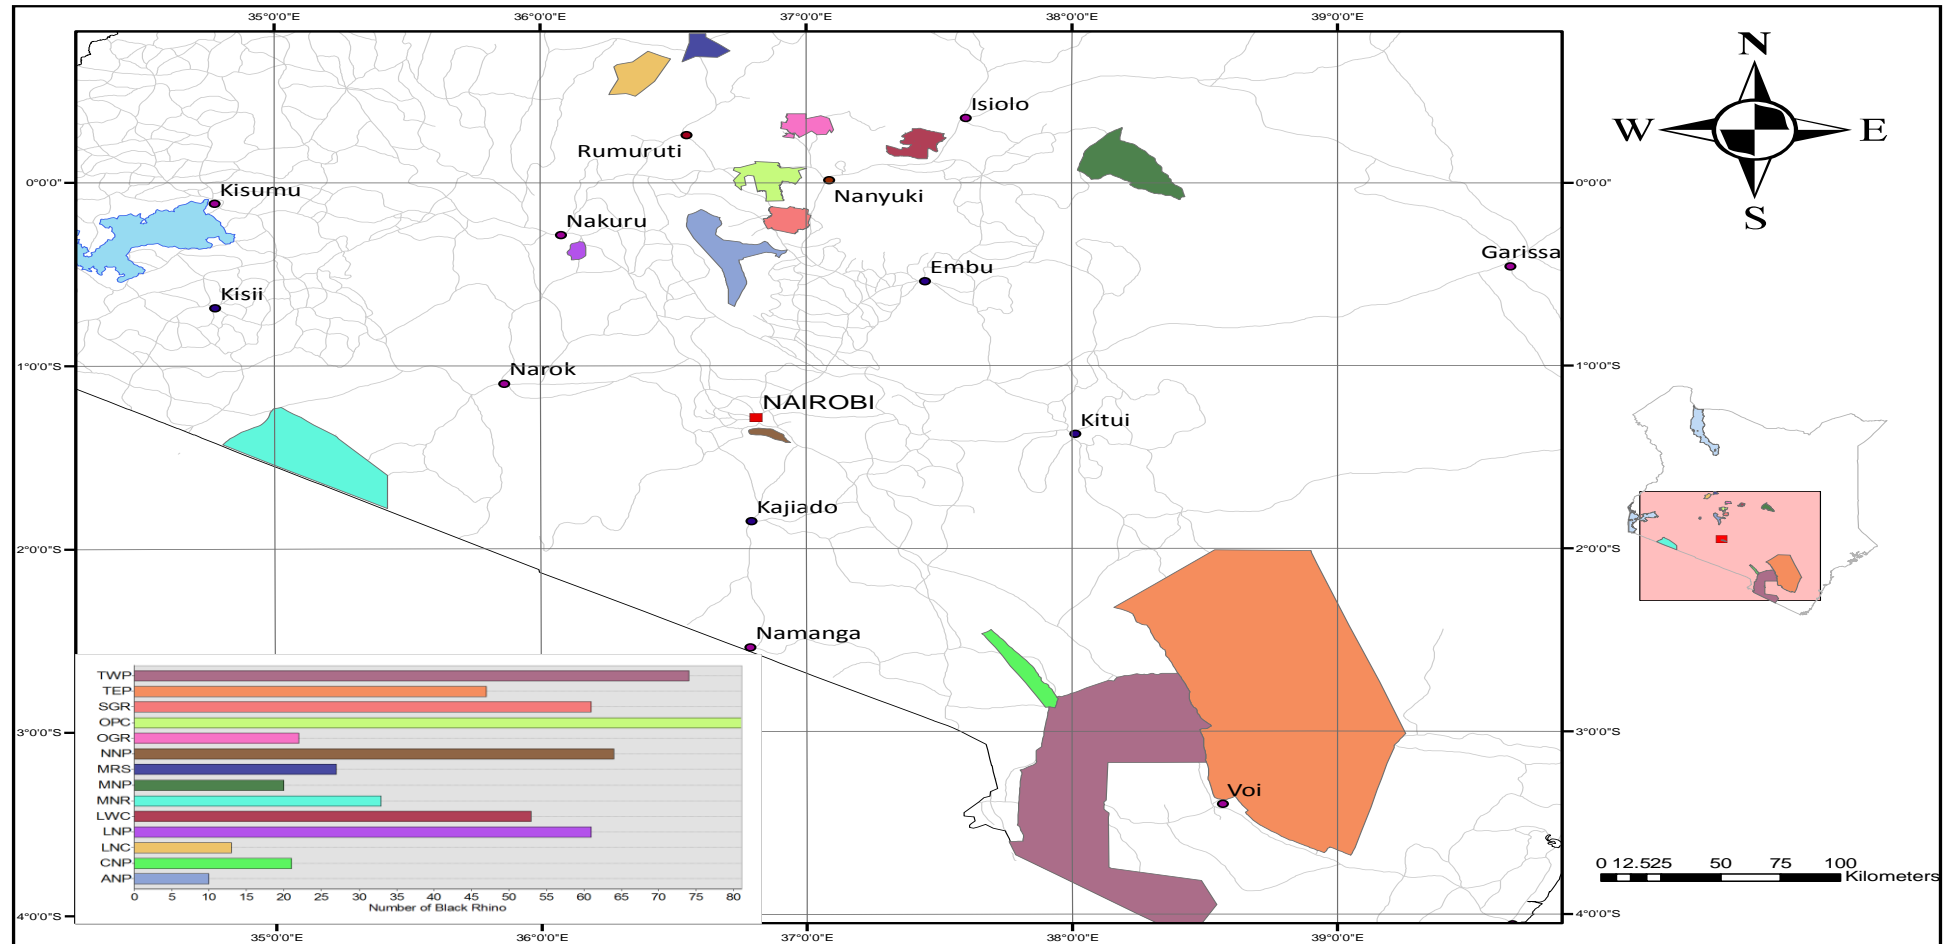 35°0'0"E 36°0'0"E 37°0'0"E 38°0'0"E 39°0'0"E
N
W E
S
Isiolo
Rumuruti
0°0'0" 0°0'0"
Kisumu
Nanyuki
Nakuru
Garissa
Embu
Kisii
1°0'0"S 1°0'0"S
Narok
NAIROBI
Kitui
Kajiado
2°0'0"S 2°0'0"S
Namanga
TWP
TEP
SGR
OPC
OGR
NNP
MRS
MNP
MNR
LWC
LNP
LNC
CNP
ANP
0 5 10 15 20 25 30 35 40 45 50 55 60 65 70 75 80
Number of Black Rhino
3°0'0"S 3°0'0"S
Voi
0 12.525 50 75 100
Kilometers
4°0'0"S 4°0'0"S
35°0'0"E 36°0'0"E 37°0'0"E 38°0'0"E 39°0'0"E